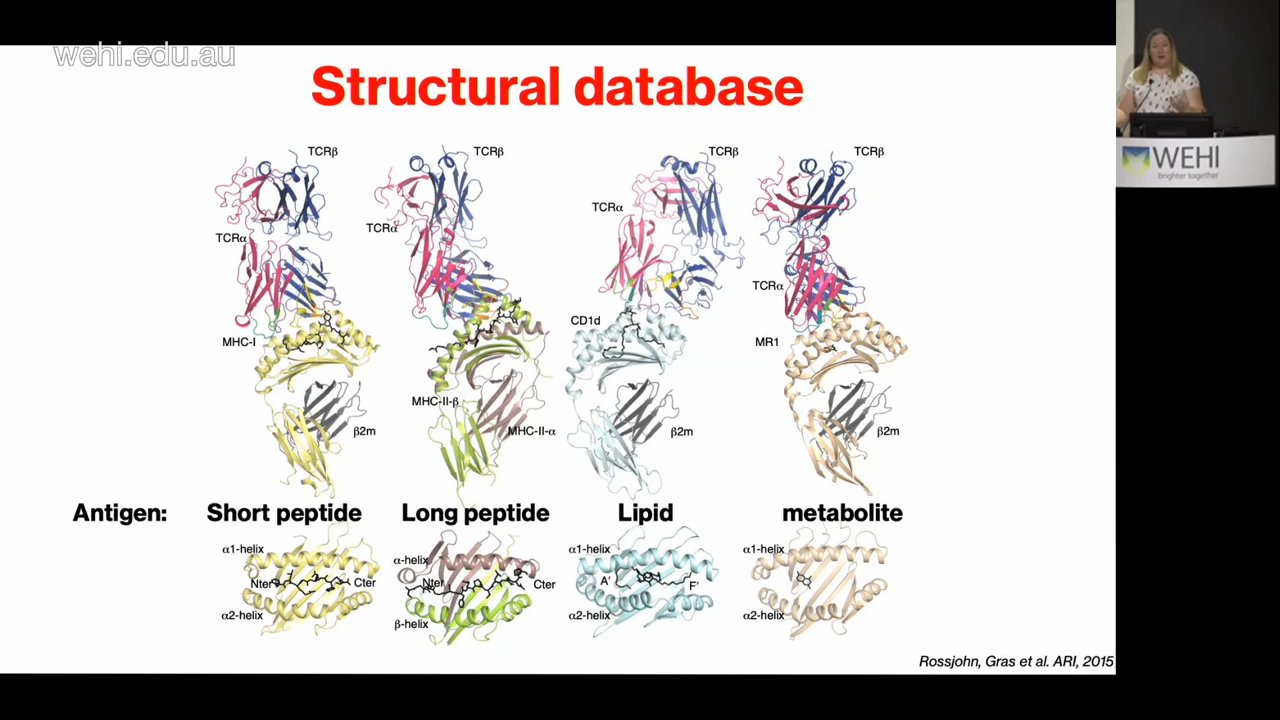 wehi.edu.au
Structural database
TCRβ
TCRβ
TCRβ
TCRβ
TCRα
TCRα
TCRα
TCRα
MHC-I
CD1d
MR1
MHC-II-β
MHC-II-α
β2m
β2m
β2m
Antigen: Short peptide Long peptide Lipid metabolite
α1-helix
α-helix
α1-helix
α1-helix
Nter
Cter
Nter
Cter
A′
F′
α2-helix
β-helix
α2-helix
α2-helix
Rossjohn, Gras et al. ARI, 2015
WEHI
brighter together